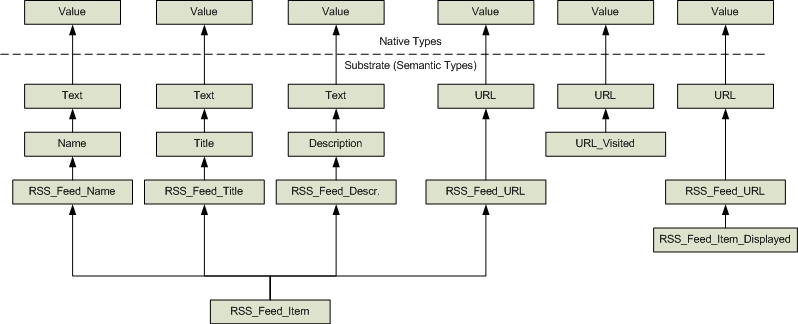 Value Value Value Value Value Value
Native Types
Substrate (Semantic Types)
Text Text Text URL URL URL
Name Title Description URL_Visited
RSS_Feed_Name RSS_Feed_Title RSS_Feed_Descr. RSS_Feed_URL RSS_Feed_URL
RSS_Feed_Item_Displayed
RSS_Feed_Item